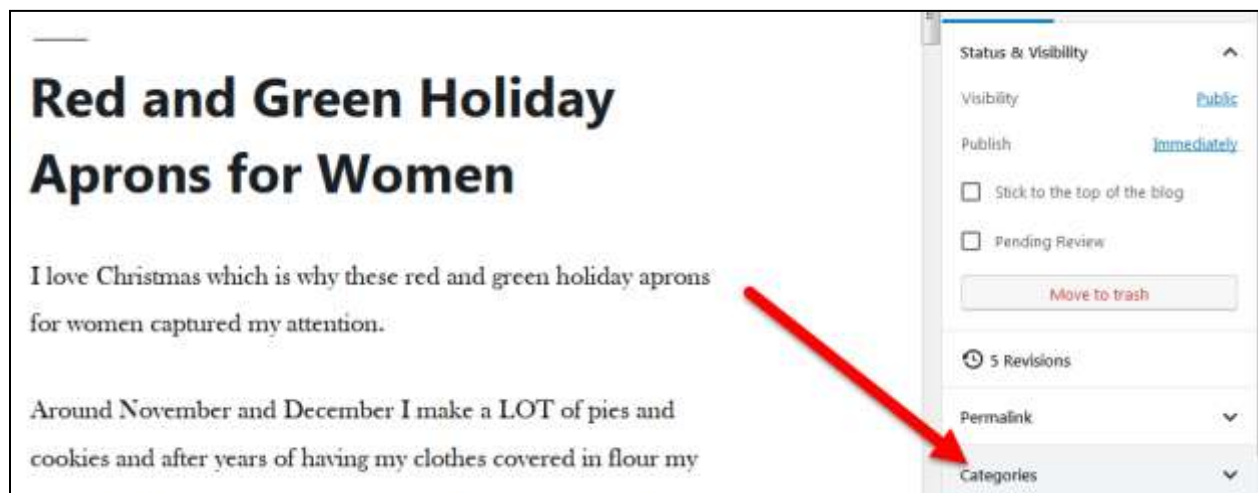 Red and Green Holiday
Aprons for Women
I love Christmas which is why these red and green holiday aprons
for women captured my attention.
Around November and December I make a LOT of pies and
cookies and after years of having my clothes covered in flour my
Status & Visibility
Visibility Public
Publish Immediately
Stick to the top of the blog
Pending Review
Move to trash
5 Revisions
Permalink
Categories